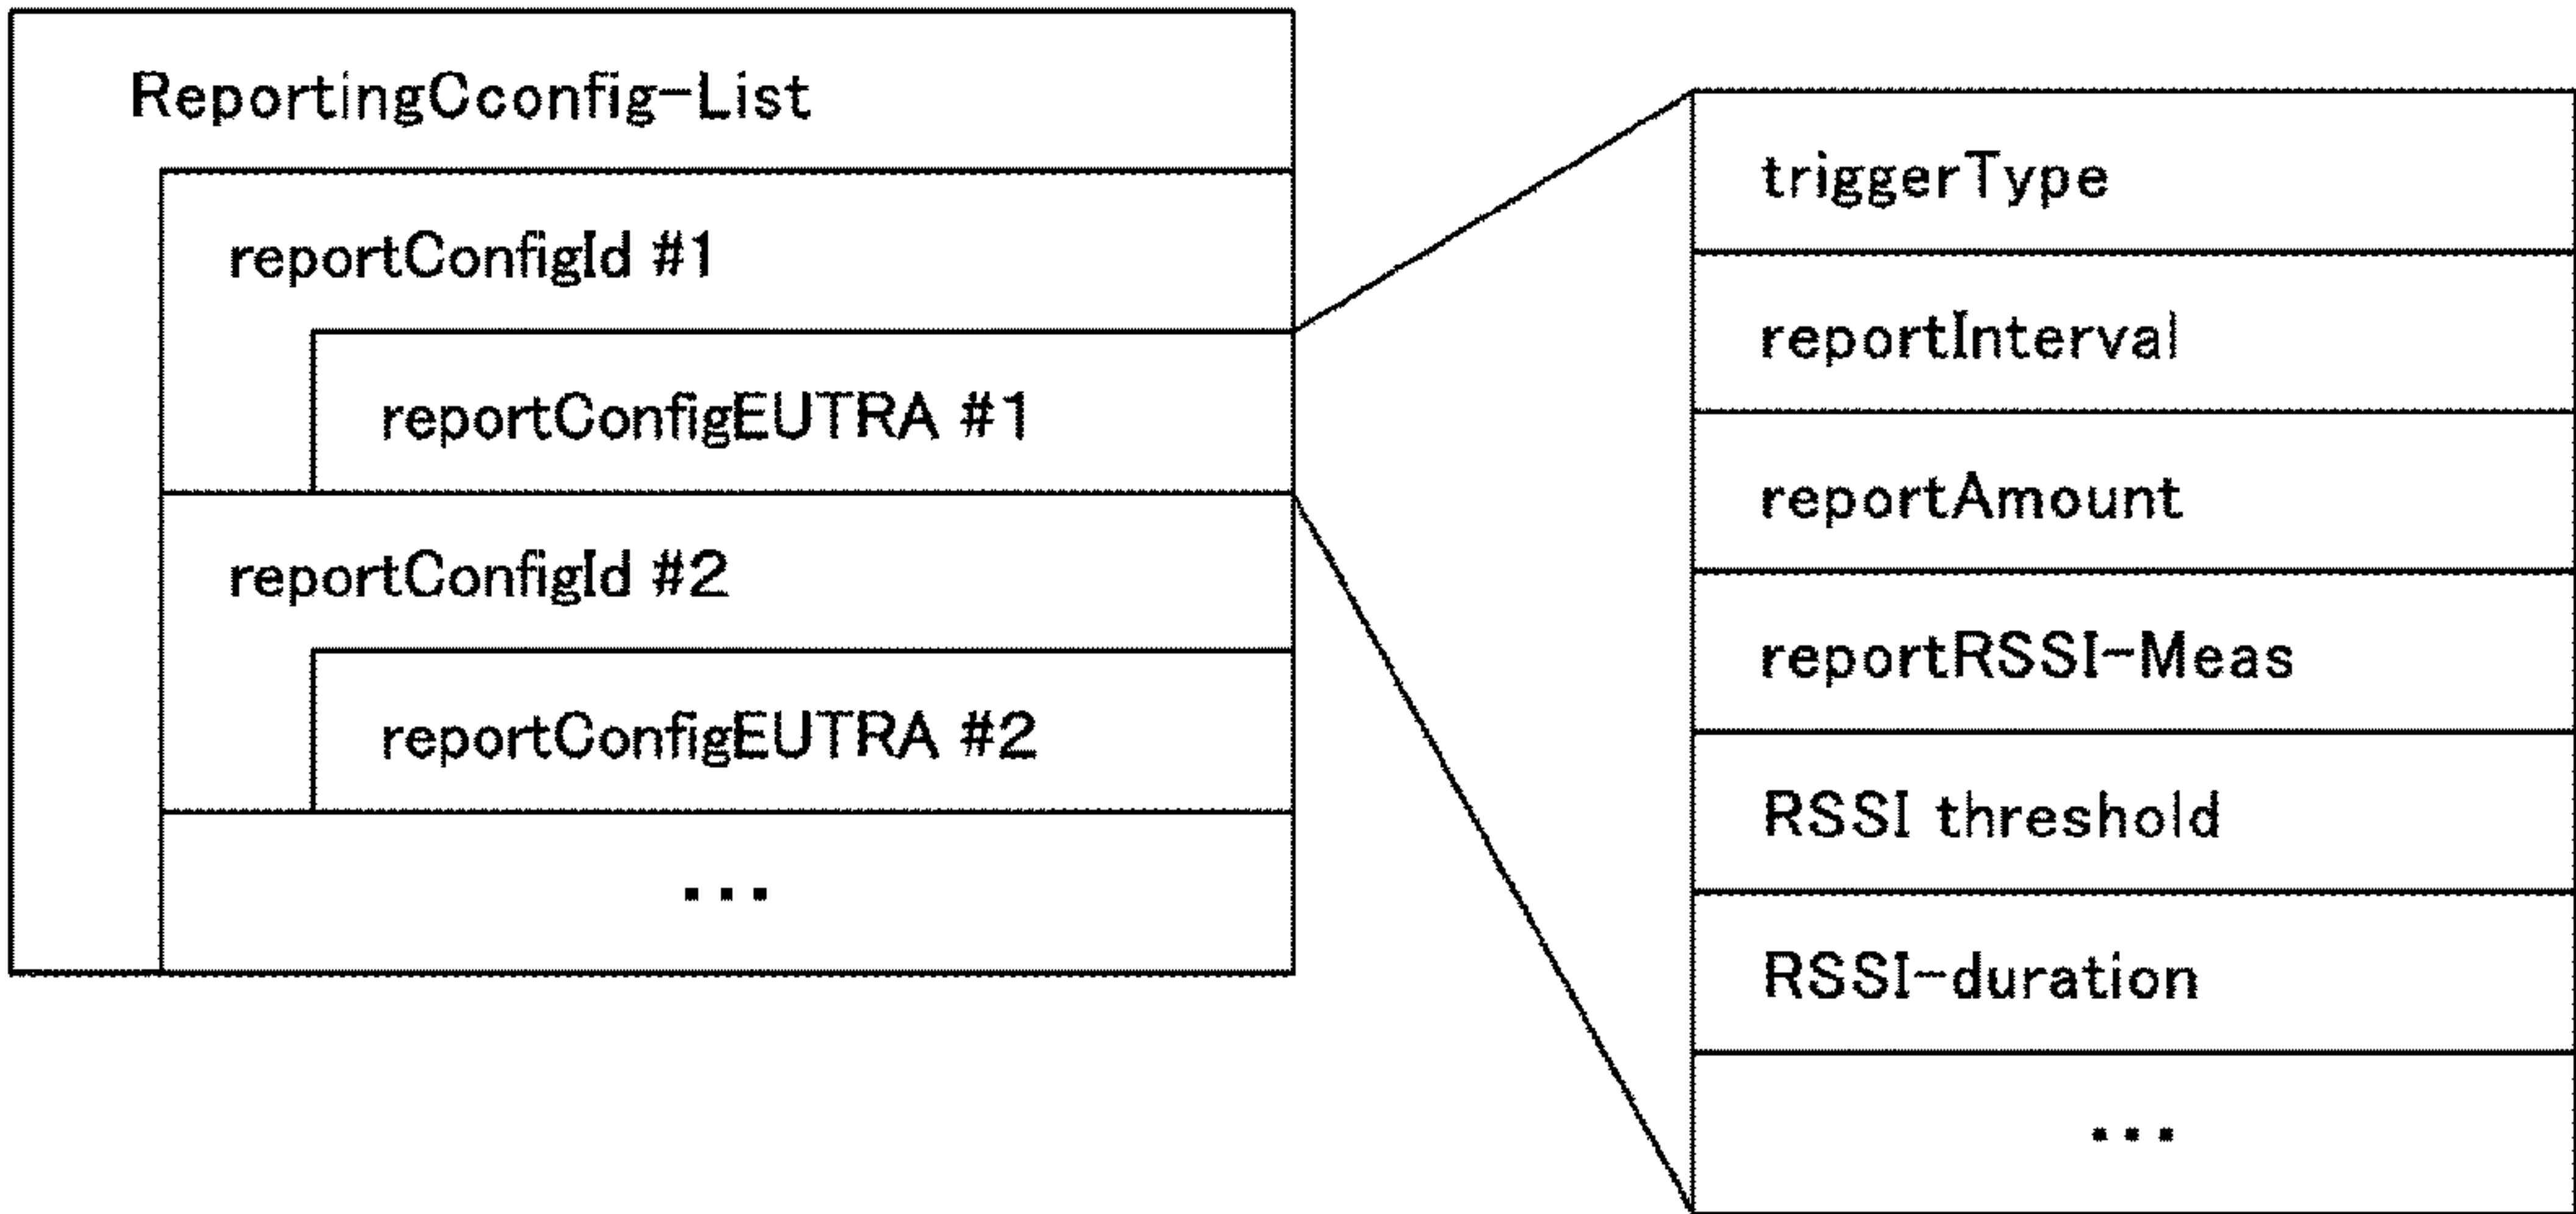 ReportingCconfig-List
reportConfigId #1
reportConfigEUTRA #1
reportConfigId #2
reportConfigEUTRA #2
...
triggerType
reportInterval
reportAmount
reportRSSI-Meas
RSSI threshold
RSSI-duration
...